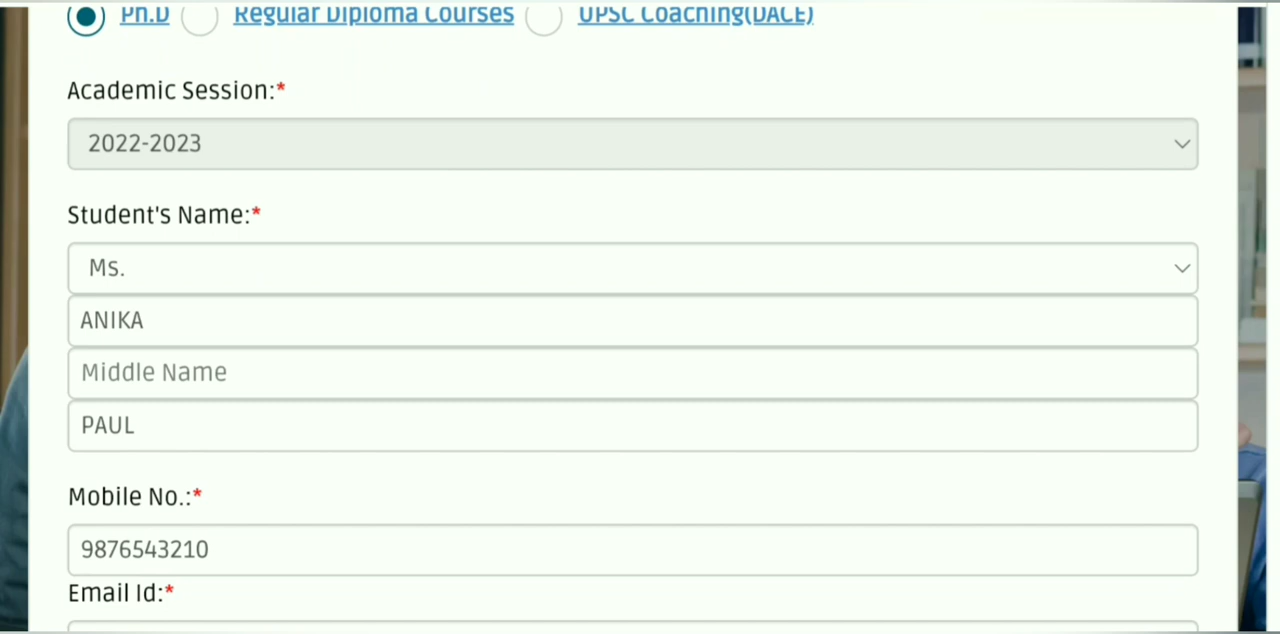 Ph.D Regular Diploma Courses UPSC Coaching(DACE)
Academic Session:*
2022-2023
Student's Name:*
Ms.
ANIKA
Middle Name
PAUL
Mobile No.:*
9876543210
Email Id:*